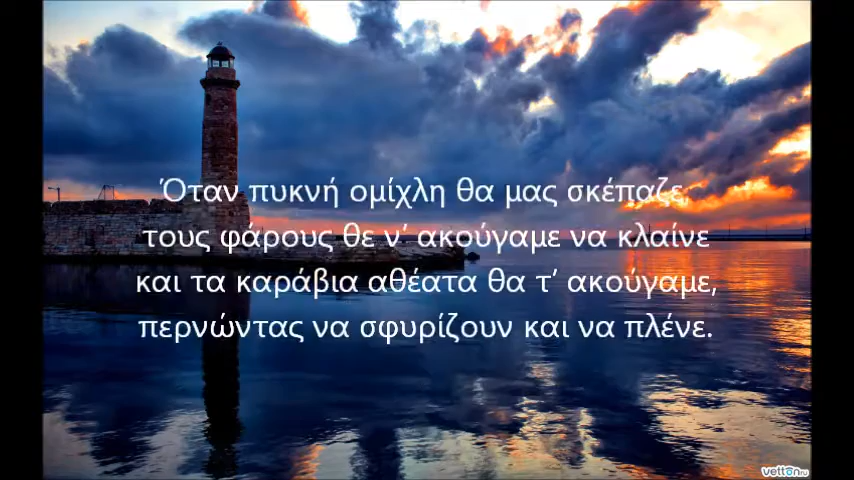 Όταν πυκνή ομίχλη θα μας σκέπαζε,
τους φάρους θε ν’ ακούγαμε να κλαίνε
και τα καράβια αθέατα θα τ’ ακούγαμε,
περνώντας να σφυρίζουν και να πλένε.
vetton.ru